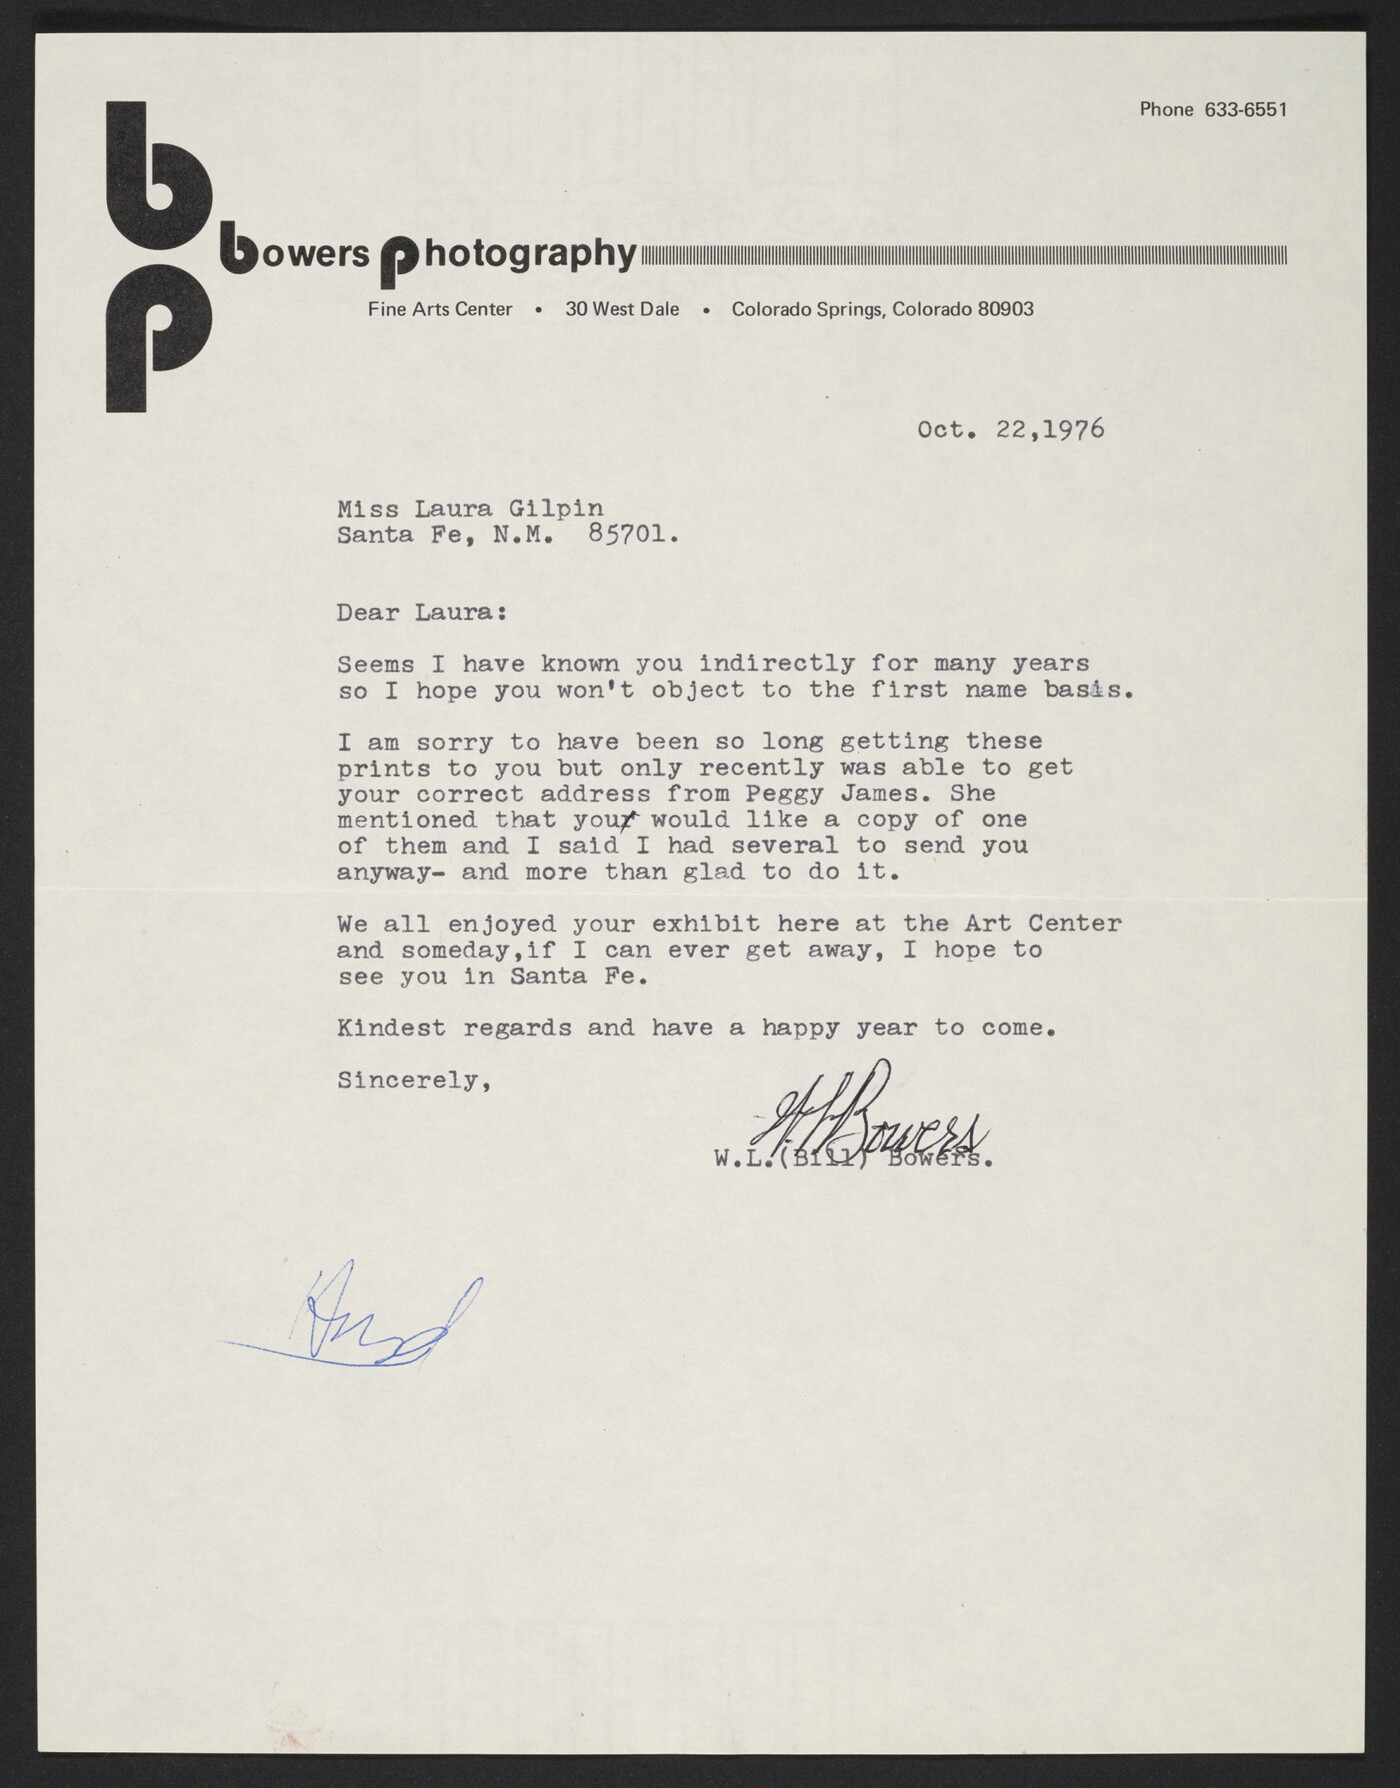 bp
Phone 633-6551
bowers photography
Fine Arts Center • 30 West Dale • Colorado Springs, Colorado 80903
Oct. 22,1976
Miss Laura Gilpin
Santa Fe, N.M. 85701.
Dear Laura:
Seems I have known you indirectly for many years
so I hope you won't object to the first name basis.
I am sorry to have been so long getting these
prints to you but only recently was able to get
your correct address from Peggy James. She
mentioned that you would like a copy of one
of them and I said I had several to send you
anyway- and more than glad to do it.
We all enjoyed your exhibit here at the Art Center
and someday,if I can ever get away, I hope to
see you in Santa Fe.
Kindest regards and have a happy year to come.
Sincerely,
WLBowers
W.L.(Bill) Bowers.